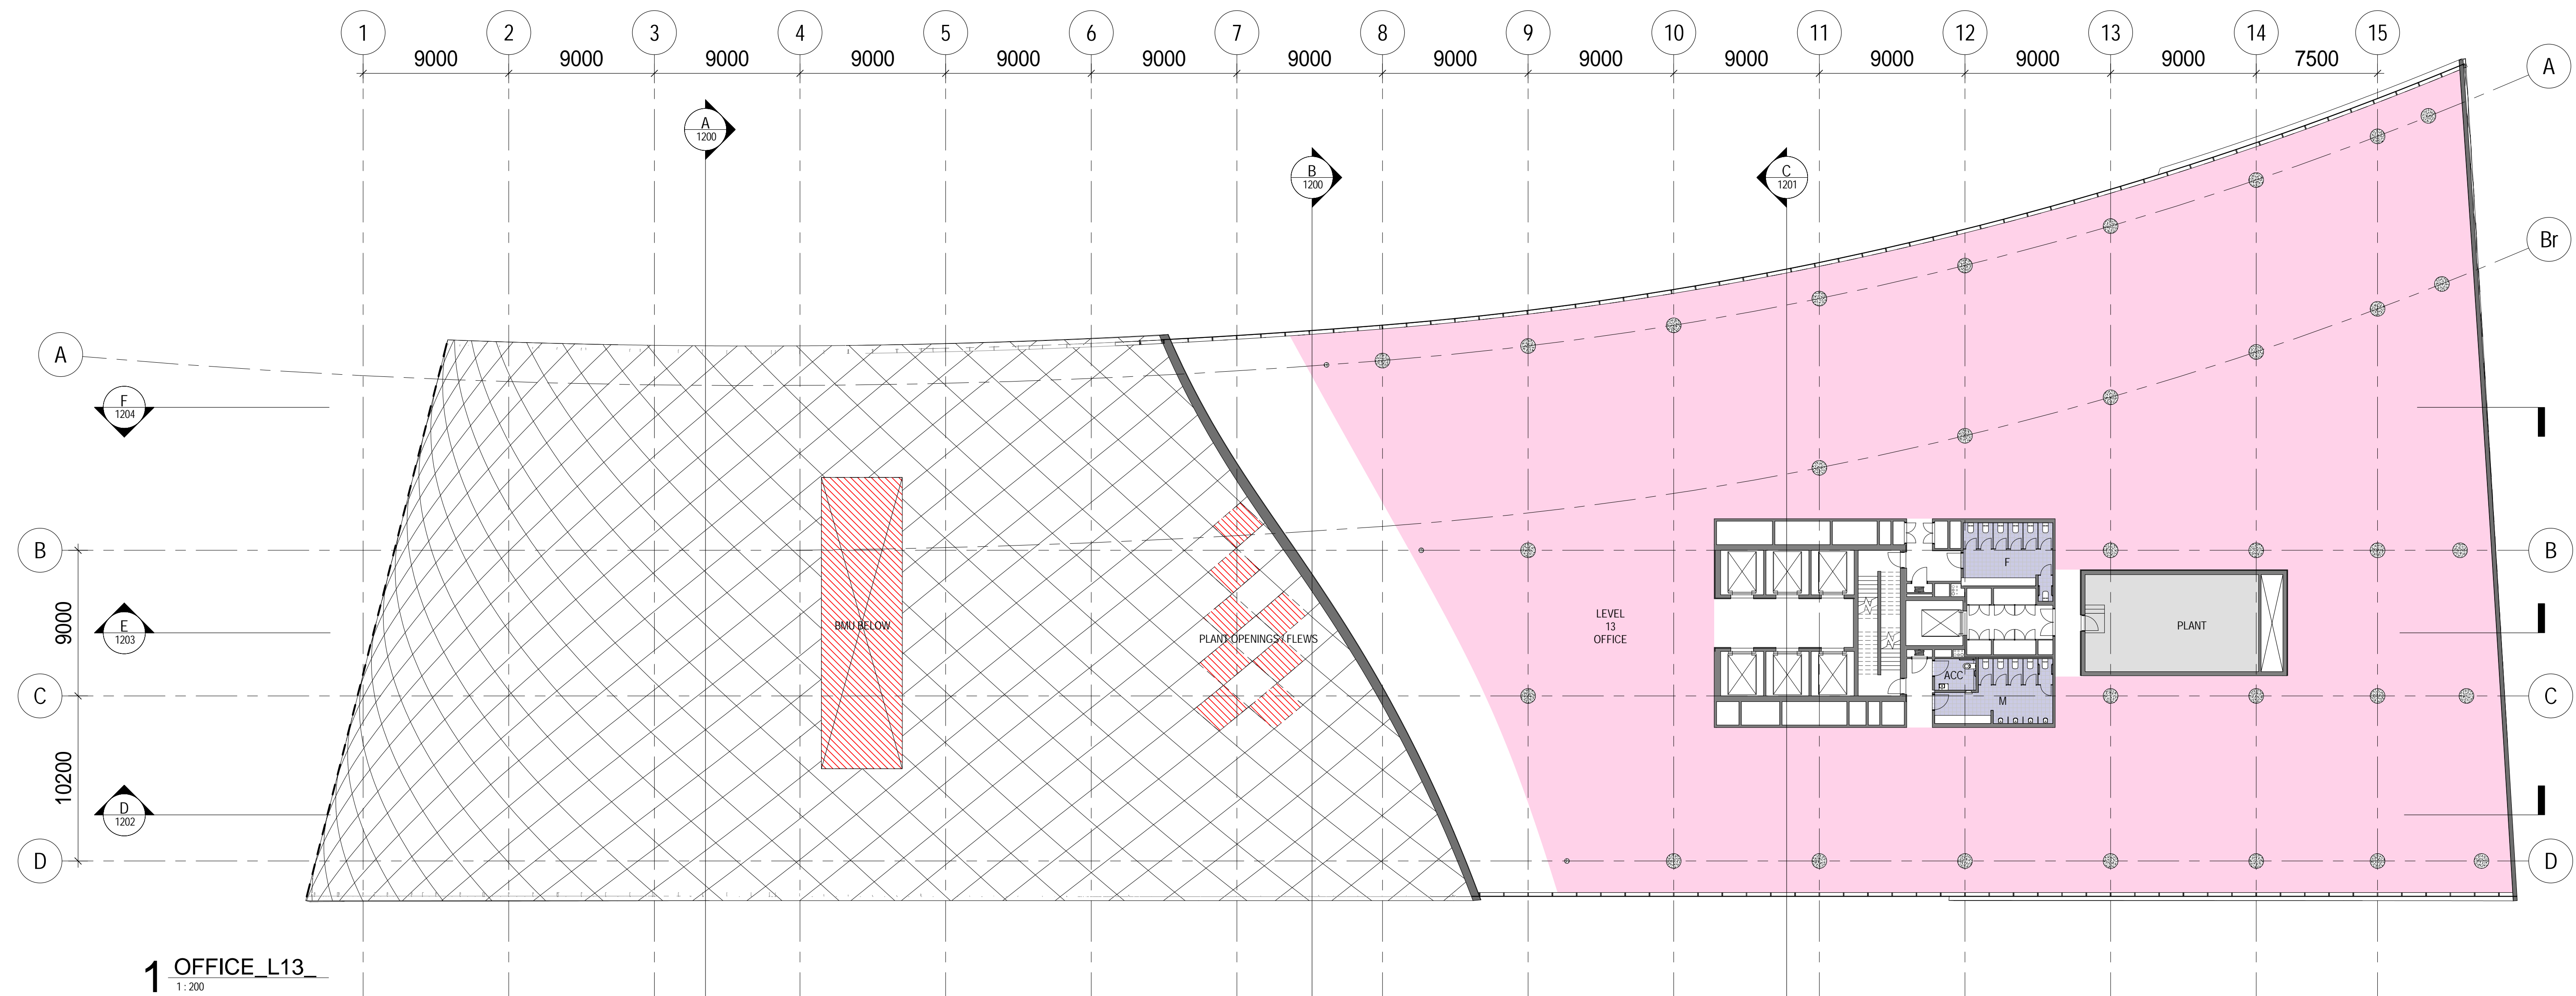 1 2 3 4 5 6 7 8 9 10 11 12 13 14 15
9000 9000 9000 9000 9000 9000 9000 9000 9000 9000 9000 9000 9000 7500
A
A
1200
B
1200
C
1201
Br
A
F
1204
B
B
F
LEVEL
13
OFFICE
BMU BELOW
PLANT OPENINGS / FLEWS
PLANT
9000
E
1203
ACC
M
C
C
10200
D
1202
D
D
1 OFFICE_L13_
1 : 200